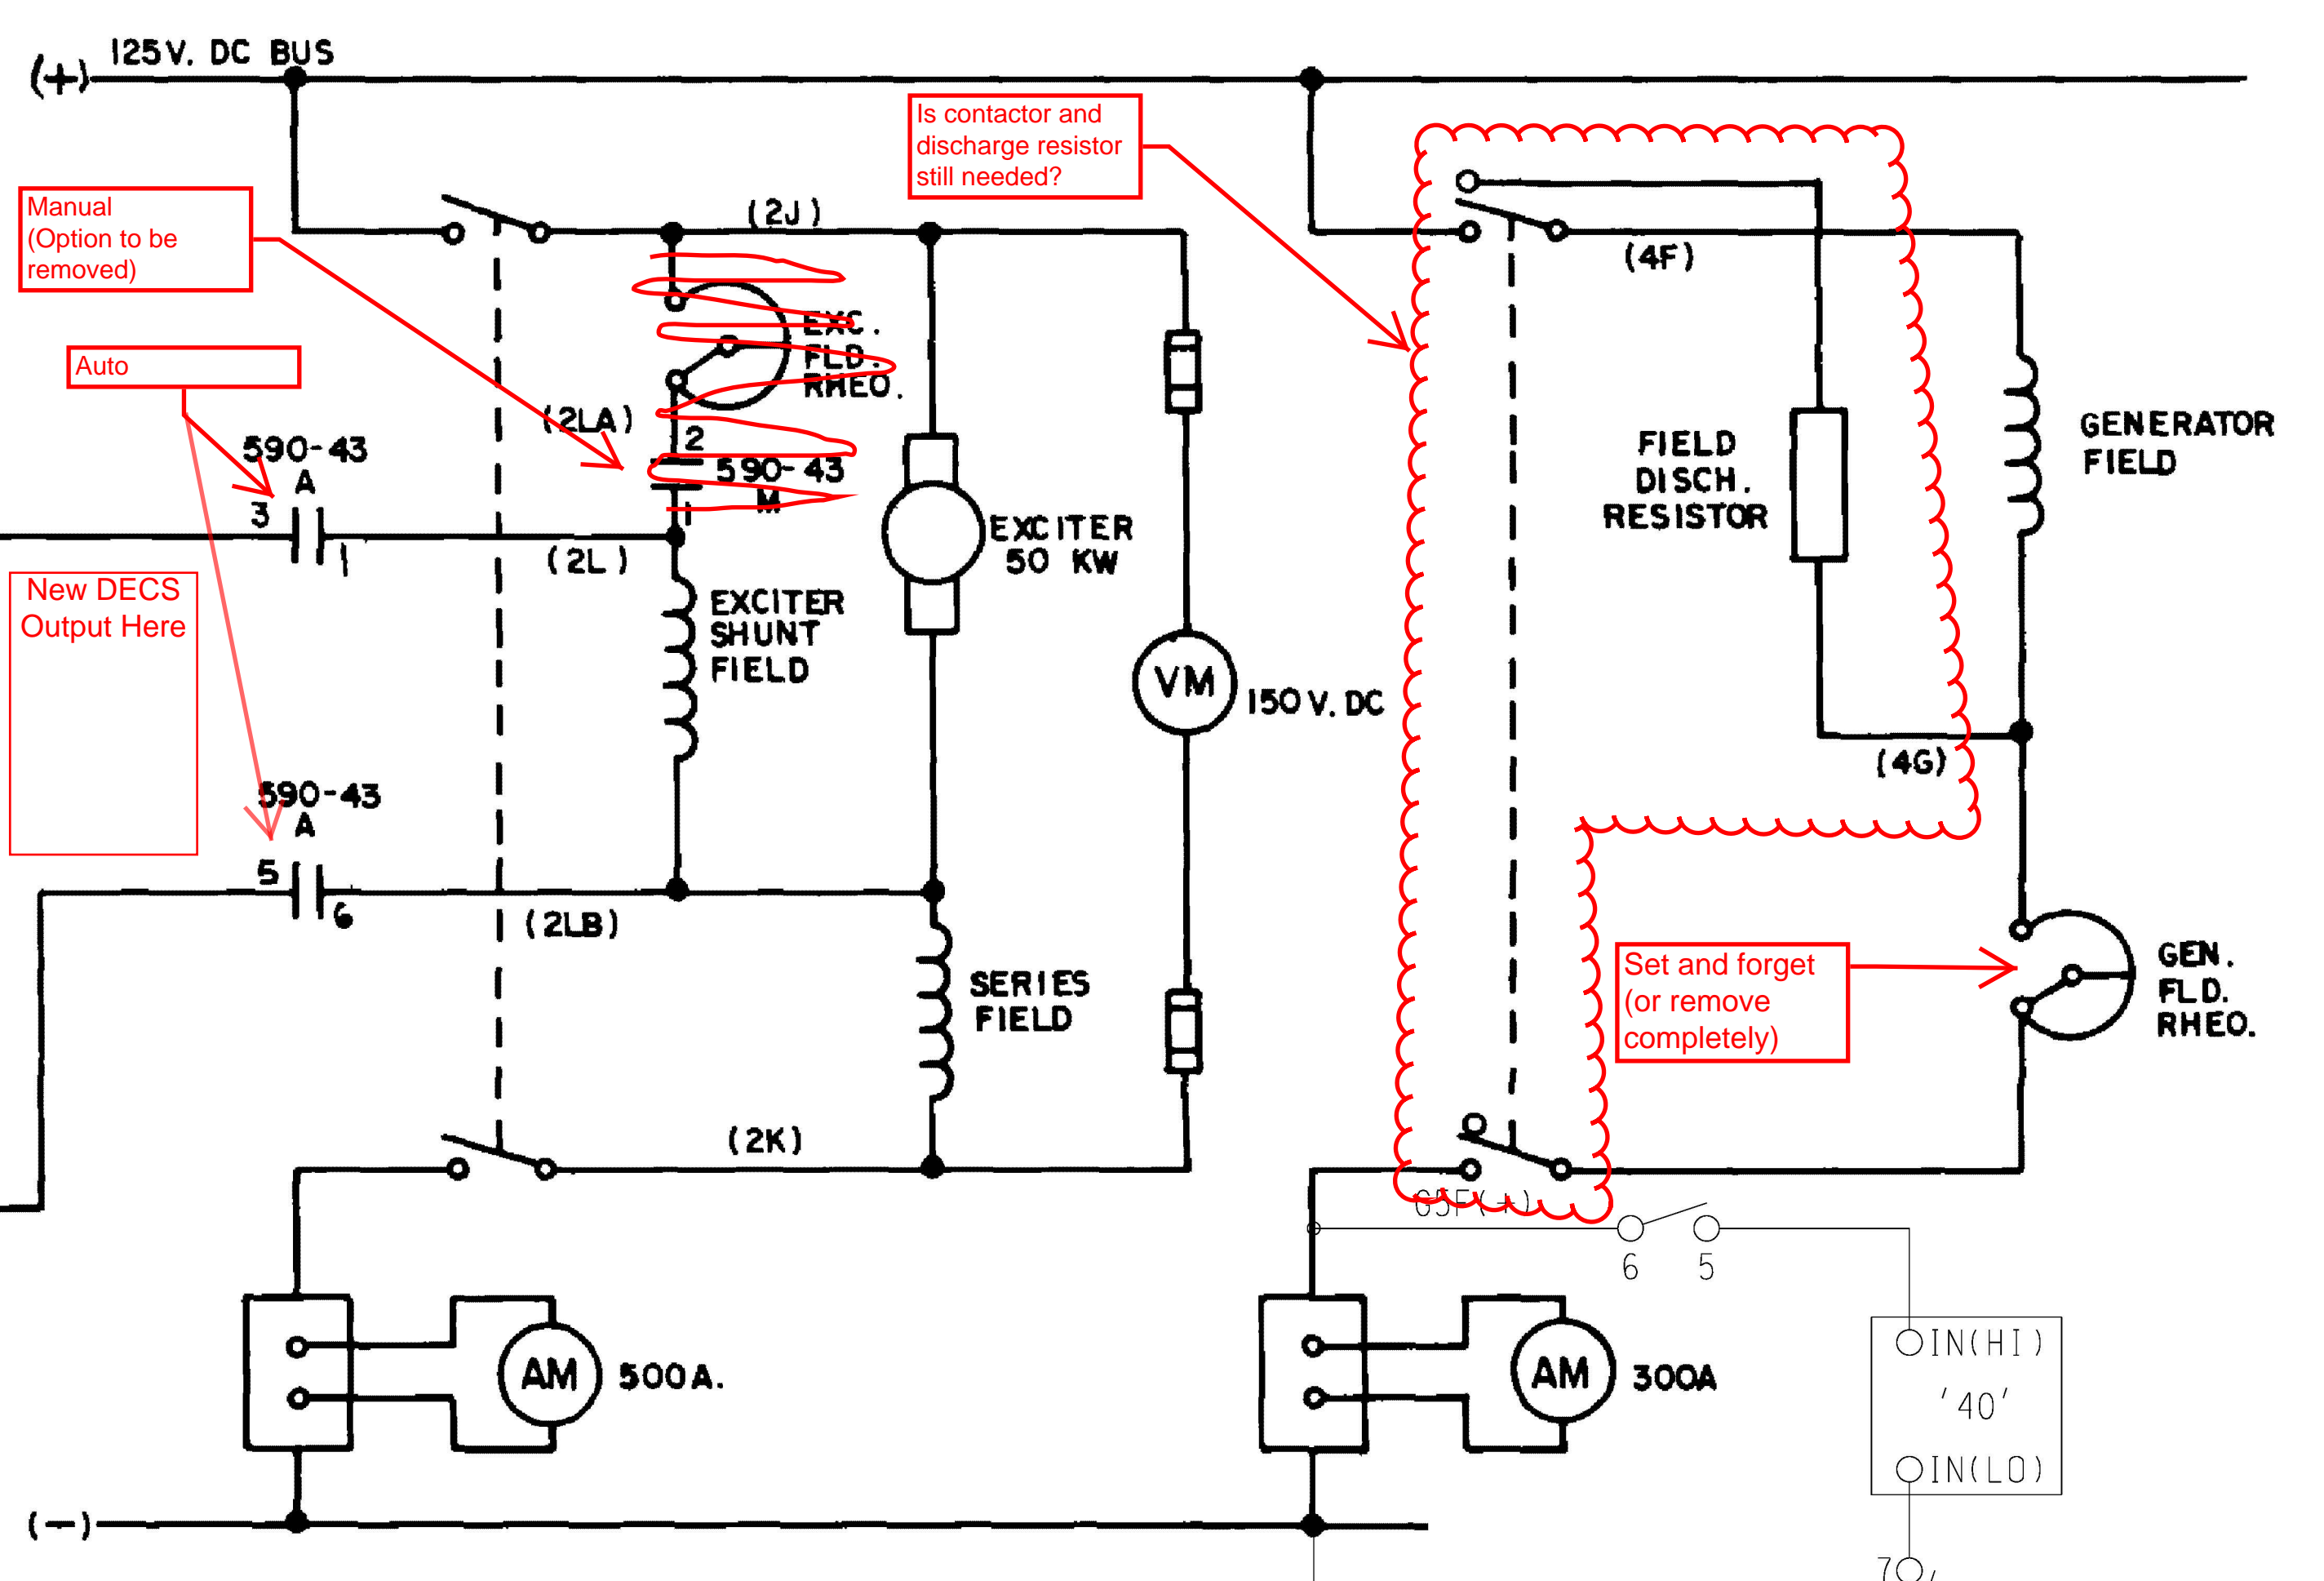 (+) 125V. DC BUS
Is contactor and
discharge resistor
still needed?
Manual
(Option to be
removed)
(2J)
(4F)
EXC.
FLD.
RHEO.
Auto
(2LA)
2
590-43
M
1
590-43
A
3
1
(2L)
GENERATOR
FIELD
FIELD
DISCH.
RESISTOR
EXCITER
50 KW
New DECS
Output Here
EXCITER
SHUNT
FIELD
VM
150 V. DC
(4G)
590-43
A
5
6
(2LB)
SERIES
FIELD
Set and forget
(or remove
completely)
GEN.
FLD.
RHEO.
(2K)
G5F(+)
6 5
AM 500A.
AM 300A
IN(HI)
'40'
IN(LO)
(-)
7